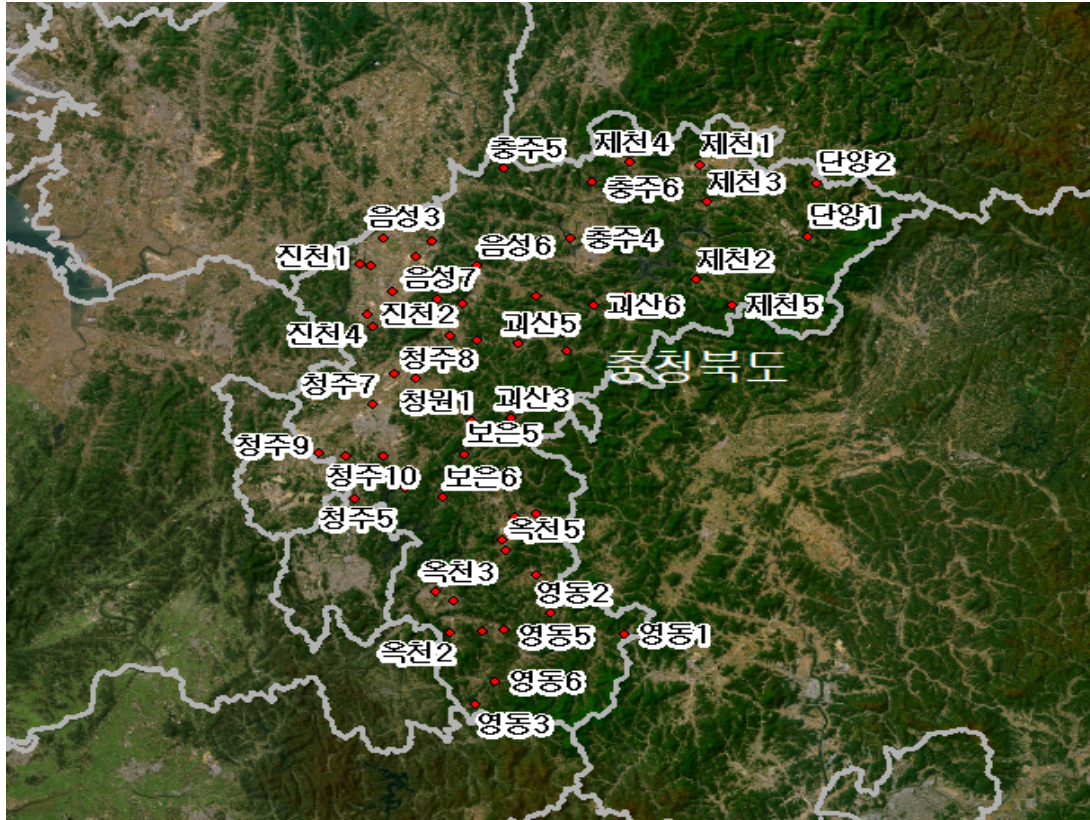 충주5
제천4
제천1
단양2
충주6
제천3
음성3
단양1
음성6
충주4
진천1
제천2
음성7
괴산6
제천5
진천2
괴산5
진천4
청주8
충청북도
청주7
청원1
괴산3
보은5
청주9
청주10
보은6
청주5
옥천5
옥천3
영동2
영동5
영동1
옥천2
영동6
영동3